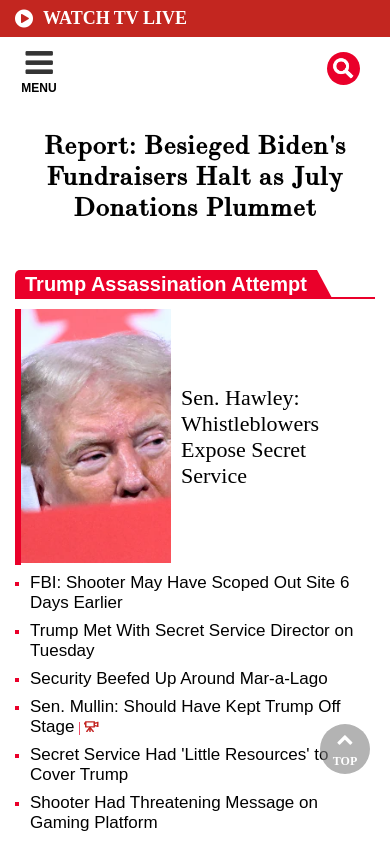 WATCH TV LIVE
MENU
Report: Besieged Biden's
Fundraisers Halt as July
Donations Plummet
Trump Assassination Attempt
Sen. Hawley:
Whistleblowers
Expose Secret
Service
FBI: Shooter May Have Scoped Out Site 6
Days Earlier
Trump Met With Secret Service Director on
Tuesday
Security Beefed Up Around Mar-a-Lago
Sen. Mullin: Should Have Kept Trump Off
Stage |
Secret Service Had 'Little Resources' to
Cover Trump
TOP
Shooter Had Threatening Message on
Gaming Platform